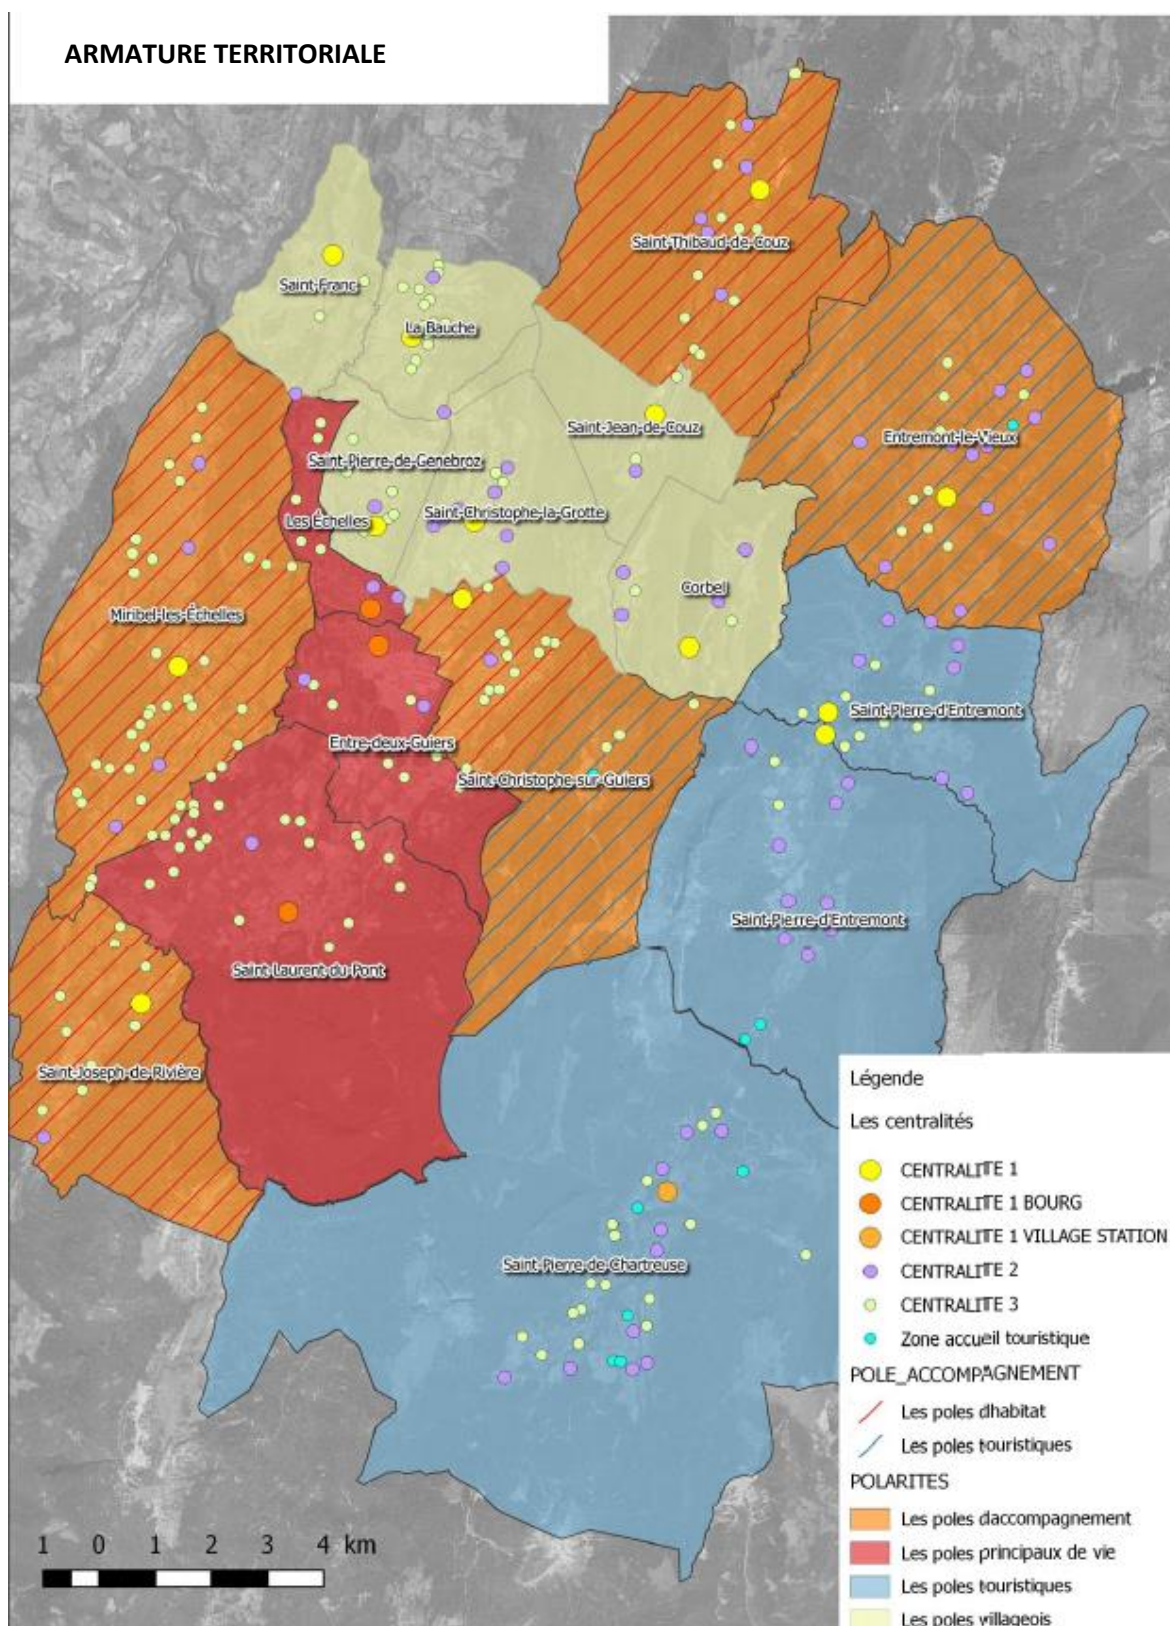 ARMATURE TERRITORIALE
Saint-Thibaud-de-Couz
Saint-Franc
La Bauche
Saint-Jean-de-Couz
Entremont-le-Vieux
Saint-Pierre-de-Genebroz
Saint-Christophe-la-Grotte
Les Échelles
Corbel
Miribel-les-Échelles
Saint-Pierre-d'Entremont
Entre-deux-Guiers
Saint-Christophe-sur-Guiers
Saint-Pierre-d'Entremont
Saint-Laurent-du-Pont
Saint-Joseph-de-Rivière
Saint-Pierre-de-Chartreuse
Légende
Les centralités
CENTRALITE 1
CENTRALITE 1 BOURG
CENTRALITE 1 VILLAGE STATION
CENTRALITE 2
CENTRALITE 3
Zone accueil touristique
POLE_ACCOMPAGNEMENT
Les poles dhabitat
Les poles touristiques
POLARITES
Les poles daccompagnement
Les poles principaux de vie
Les poles touristiques
Les poles villageois
1 0 1 2 3 4 km